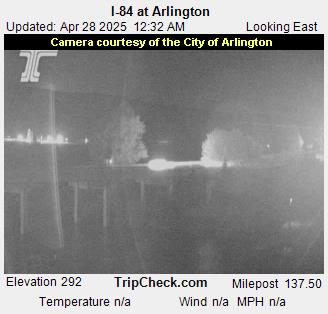 I-84 at Arlington
Updated: Apr 28 2025 12:32 AM Looking East
Camera courtesy of the City of Arlington
Elevation 292 TripCheck.com Milepost 137.50
Temperature n/a Wind n/a MPH n/a